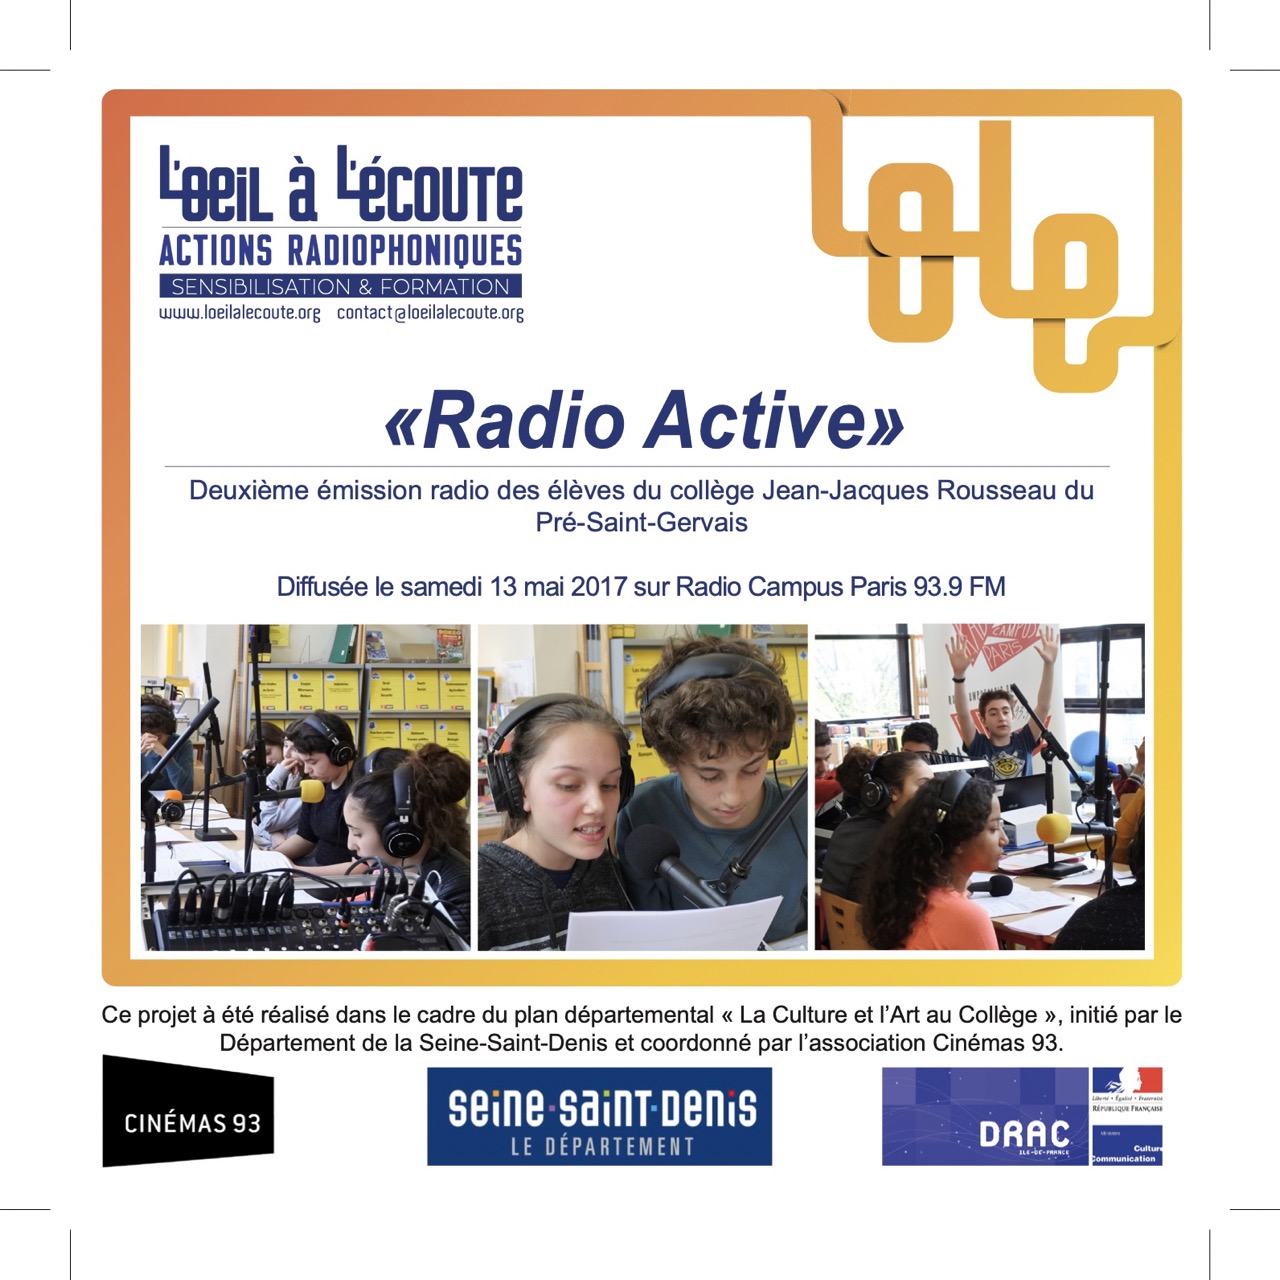 L'oeil à L'écoute
ACTIONS RADIOPHONIQUES
SENSIBILISATION & FORMATION
www.loeilalecoute.org contact@loeilalecoute.org
«Radio Active»
Deuxième émission radio des élèves du collège Jean-Jacques Rousseau du
Pré-Saint-Gervais
Diffusée le samedi 13 mai 2017 sur Radio Campus Paris 93.9 FM
CAMPUS
PARIS
Ce projet à été réalisé dans le cadre du plan départemental « La Culture et l'Art au Collège », initié par le
Département de la Seine-Saint-Denis et coordonné par l'association Cinémas 93.
CINÉMAS 93
seine•saint•denis
LE DÉPARTEMENT
DRAC
ILE-DE-FRANCE
Liberté • Égalité • Fraternité
RÉPUBLIQUE FRANÇAISE
Ministère
Culture
Communication